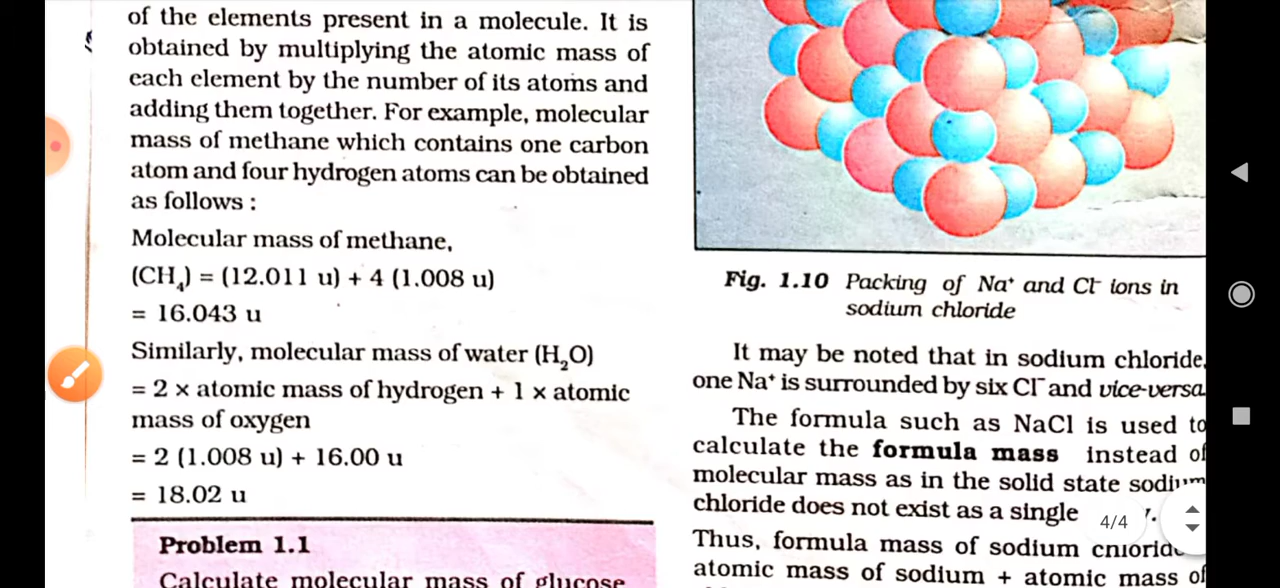 of the elements present in a molecule. It is
obtained by multiplying the atomic mass of
each element by the number of its atoms and
adding them together. For example, molecular
mass of methane which contains one carbon
atom and four hydrogen atoms can be obtained
as follows :
Molecular mass of methane,
(CH₄) = (12.011 u) + 4 (1.008 u)
= 16.043 u
Similarly, molecular mass of water (H₂O)
= 2 × atomic mass of hydrogen + 1 × atomic
mass of oxygen
= 2 (1.008 u) + 16.00 u
= 18.02 u
Problem 1.1
Calculate molecular mass of glucose
Fig. 1.10 Packing of Na⁺ and Cl⁻ ions in
sodium chloride
It may be noted that in sodium chloride,
one Na⁺ is surrounded by six Cl⁻ and vice-versa
The formula such as NaCl is used to
calculate the formula mass instead of
molecular mass as in the solid state sodium
chloride does not exist as a single
Thus, formula mass of sodium chloride
atomic mass of sodium + atomic mass of
4/4